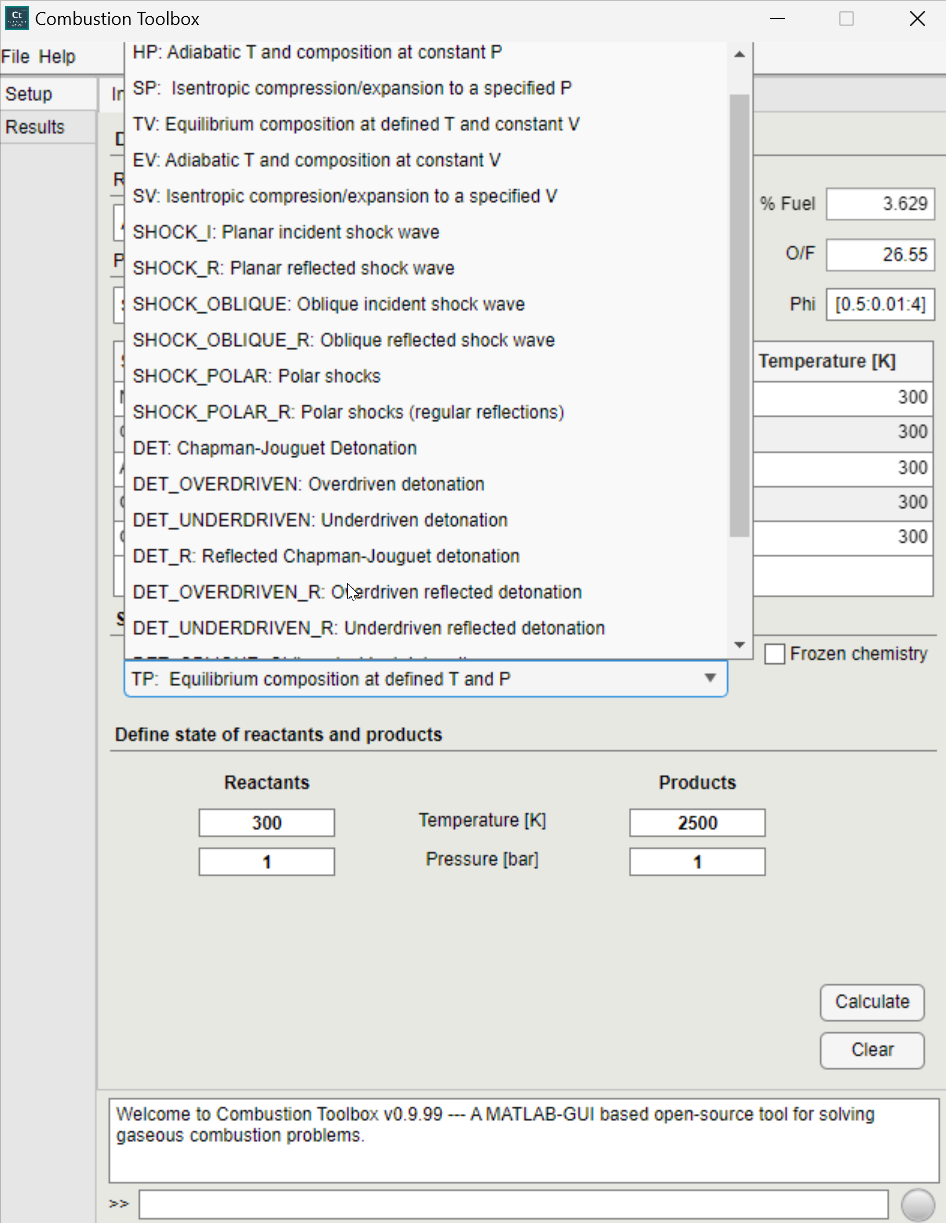 Ct
Combustion Toolbox
File Help
Setup
Results
HP: Adiabatic T and composition at constant P
SP: Isentropic compression/expansion to a specified P
TV: Equilibrium composition at defined T and constant V
EV: Adiabatic T and composition at constant V
SV: Isentropic compresion/expansion to a specified V
SHOCK_I: Planar incident shock wave
SHOCK_R: Planar reflected shock wave
SHOCK_OBLIQUE: Oblique incident shock wave
SHOCK_OBLIQUE_R: Oblique reflected shock wave
SHOCK_POLAR: Polar shocks
SHOCK_POLAR_R: Polar shocks (regular reflections)
DET: Chapman-Jouguet Detonation
DET_OVERDRIVEN: Overdriven detonation
DET_UNDERDRIVEN: Underdriven detonation
DET_R: Reflected Chapman-Jouguet detonation
DET_OVERDRIVEN_R: Overdriven reflected detonation
DET_UNDERDRIVEN_R: Underdriven reflected detonation
TP: Equilibrium composition at defined T and P
% Fuel 3.629
O/F 26.55
Phi [0.5:0.01:4]
Temperature [K]
300
300
300
300
300
Frozen chemistry
Define state of reactants and products
Reactants Products
300 Temperature [K] 2500
1 Pressure [bar] 1
Calculate
Clear
Welcome to Combustion Toolbox v0.9.99 --- A MATLAB-GUI based open-source tool for solving
gaseous combustion problems.
>>